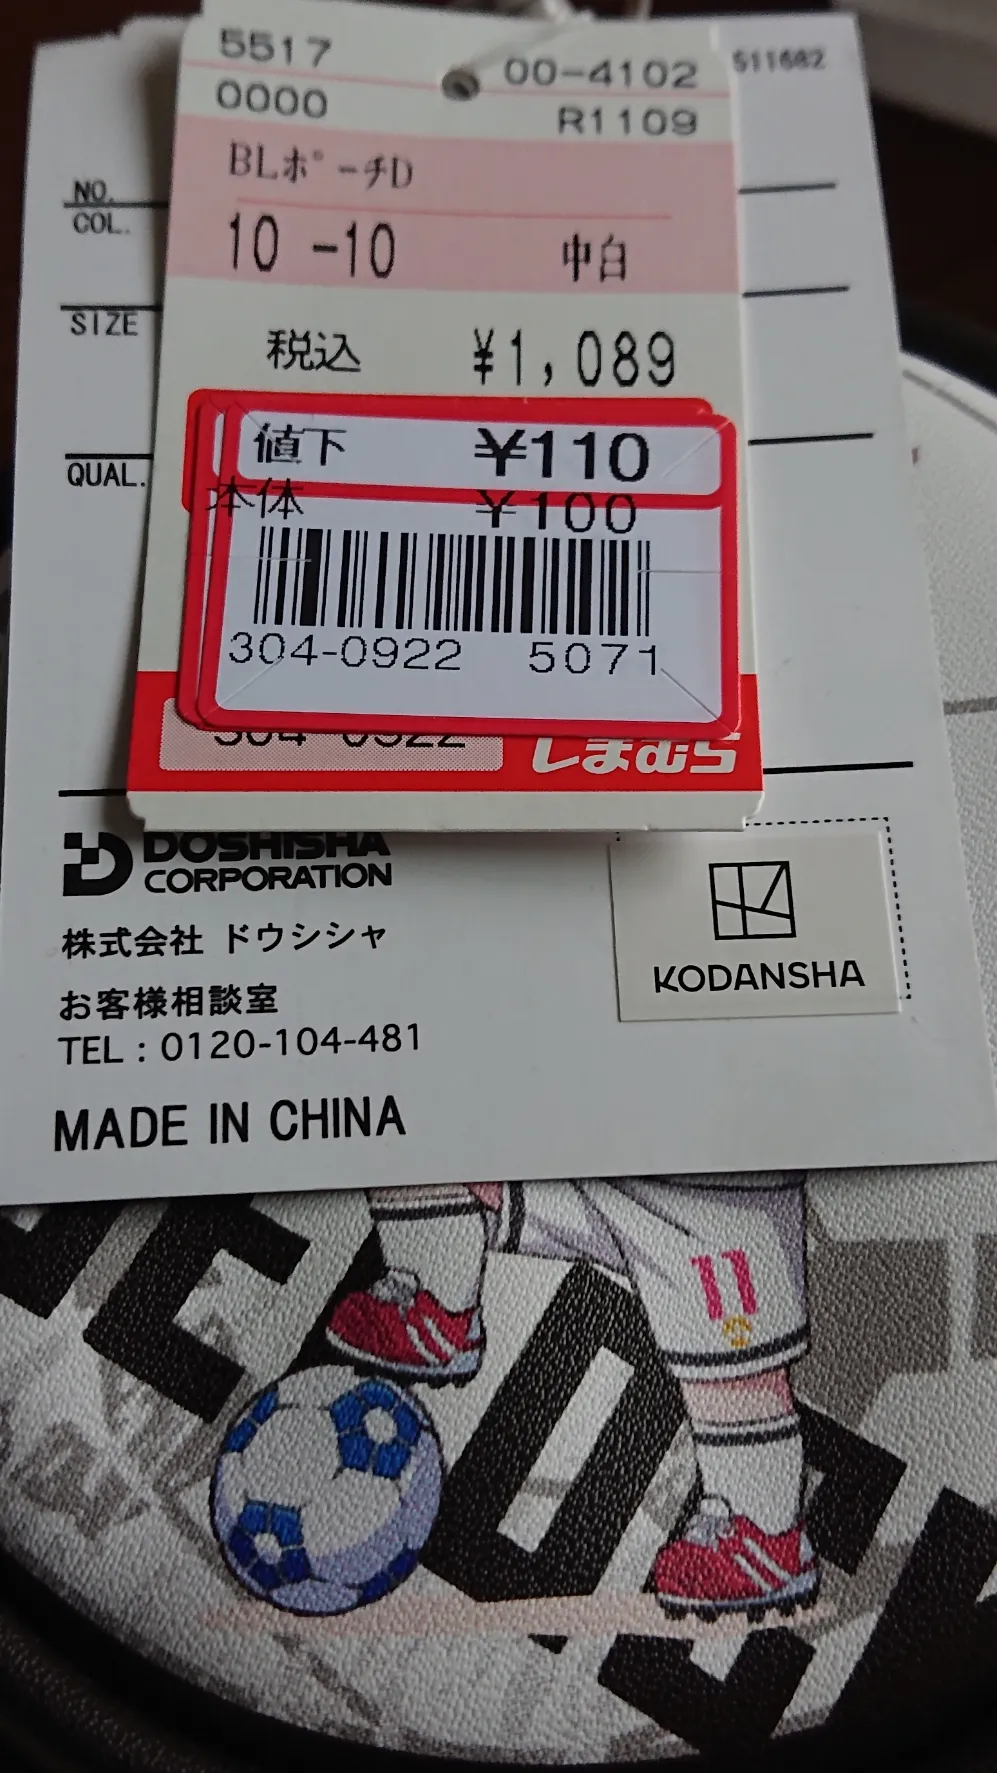 5517
00-4102
511682
0000
R1109
BLポーチD
NO.
COL.
10 -10 中白
SIZE
税込 ¥1,089
値下 ¥110
QUAL.
本体 ¥100
304-0922 5071
304-0922
しまむら
DOSHISHA
CORPORATION
株式会社 ドウシシャ
お客様相談室
TEL : 0120-104-481
KODANSHA
MADE IN CHINA
11